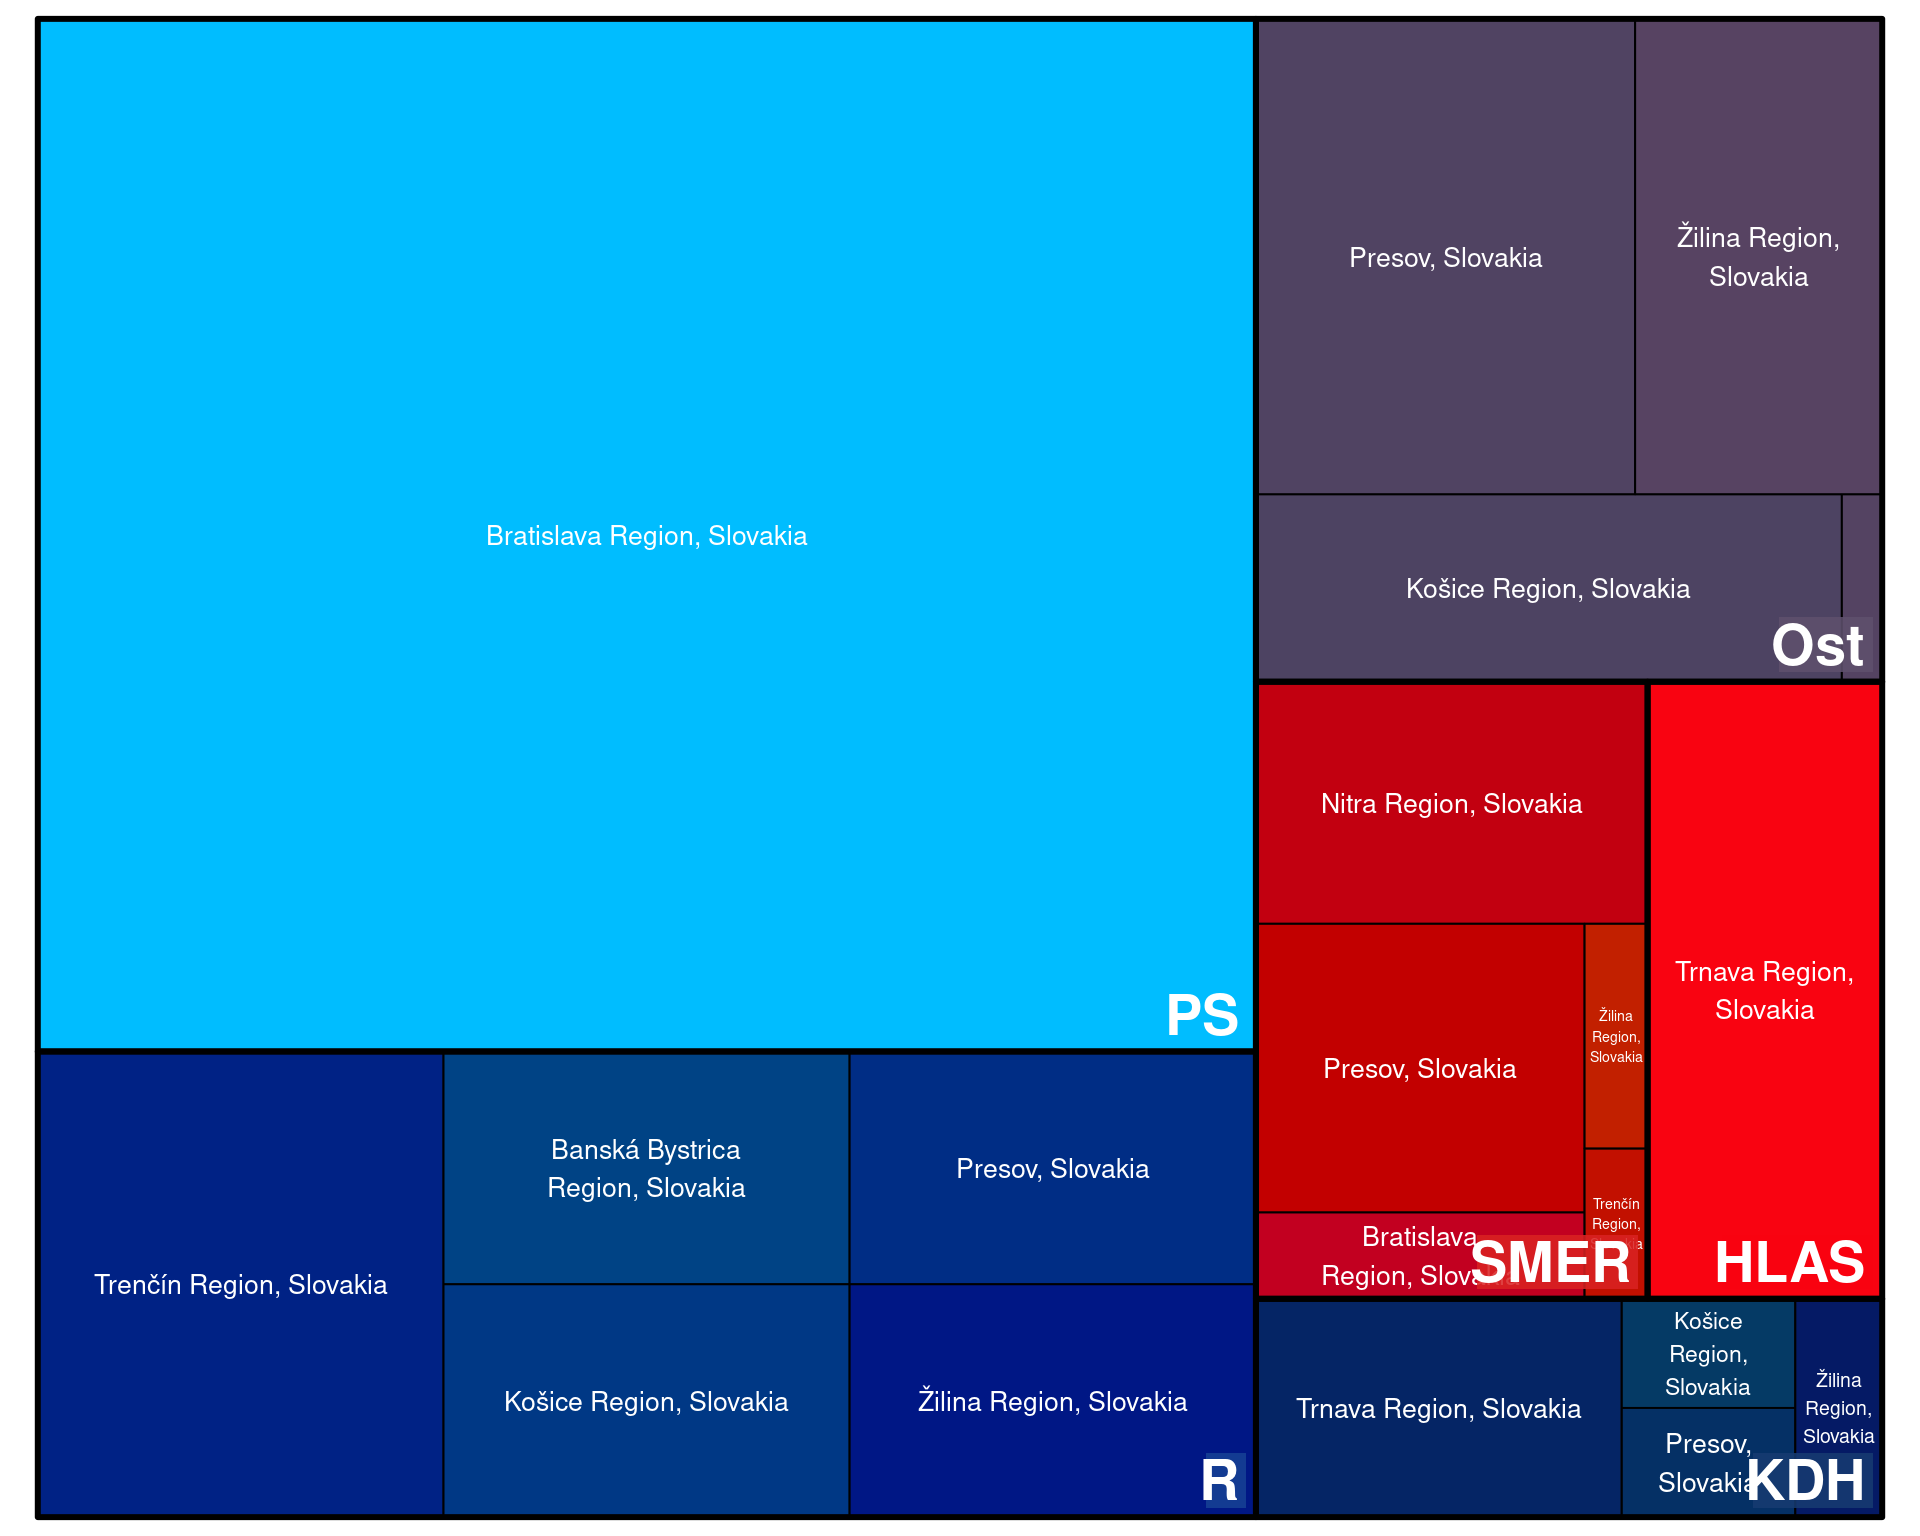 Bratislava Region, Slovakia
PS
Presov, Slovakia
Žilina Region,
Slovakia
Košice Region, Slovakia
Ost
Nitra Region, Slovakia
Presov, Slovakia
Žilina
Region,
Slovakia
Trenčín
Region,
Bratislava
Region, Slovakia
SMER
Trnava Region,
Slovakia
HLAS
Trenčín Region, Slovakia
Banská Bystrica
Region, Slovakia
Presov, Slovakia
Košice Region, Slovakia
Žilina Region, Slovakia
R
Trnava Region, Slovakia
Košice
Region,
Slovakia
Presov,
Slovakia
Žilina
Region,
Slovakia
KDH